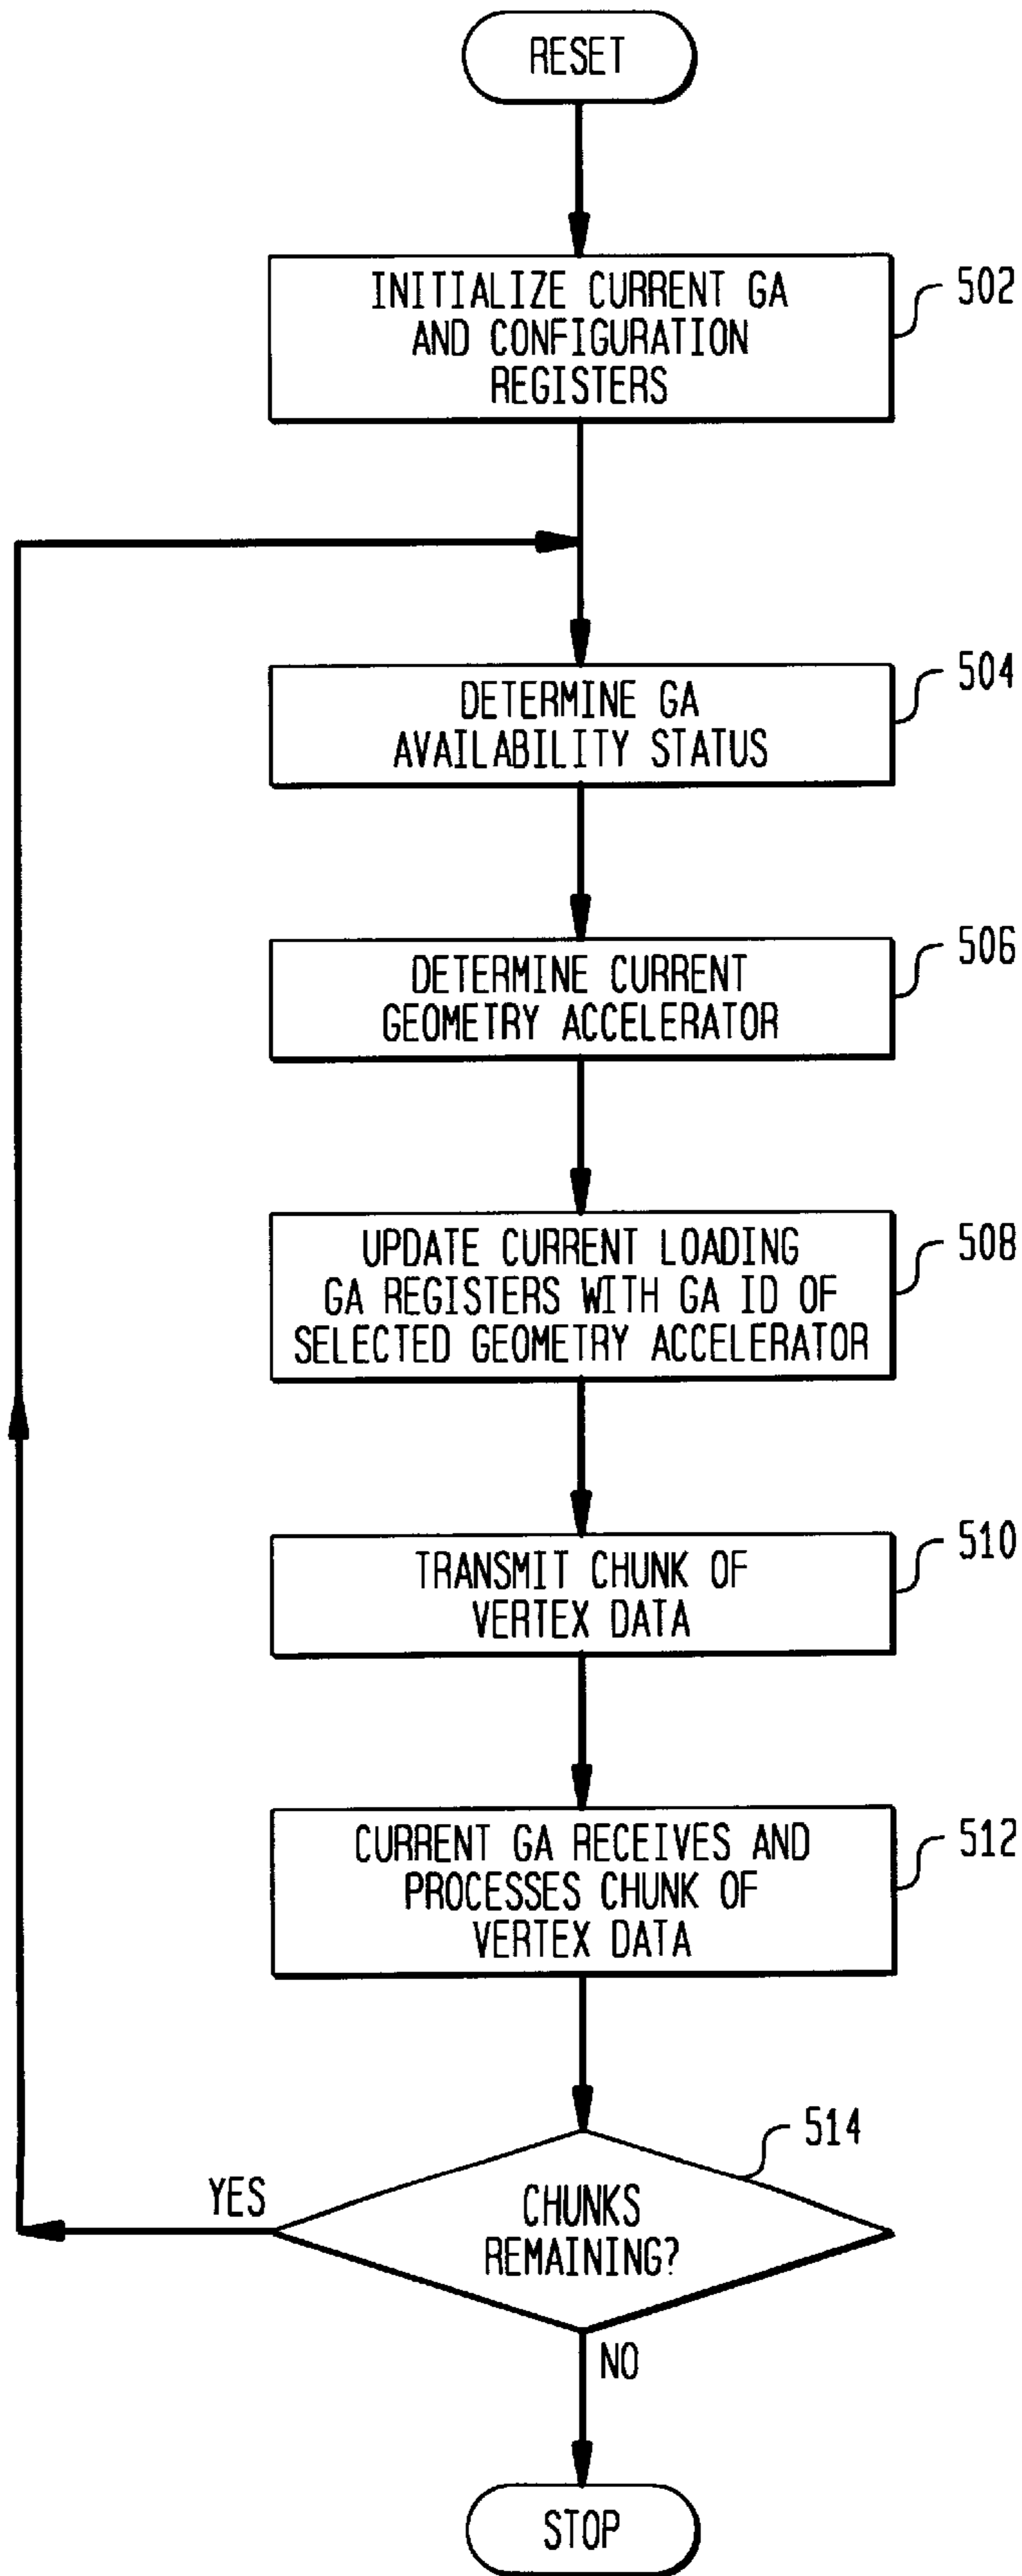 RESET
INITIALIZE CURRENT GA
AND CONFIGURATION
REGISTERS
502
DETERMINE GA
AVAILABILITY STATUS
504
DETERMINE CURRENT
GEOMETRY ACCELERATOR
506
UPDATE CURRENT LOADING
GA REGISTERS WITH GA ID OF
SELECTED GEOMETRY ACCELERATOR
508
TRANSMIT CHUNK OF
VERTEX DATA
510
CURRENT GA RECEIVES AND
PROCESSES CHUNK OF
VERTEX DATA
512
514
YES
CHUNKS
REMAINING?
NO
STOP